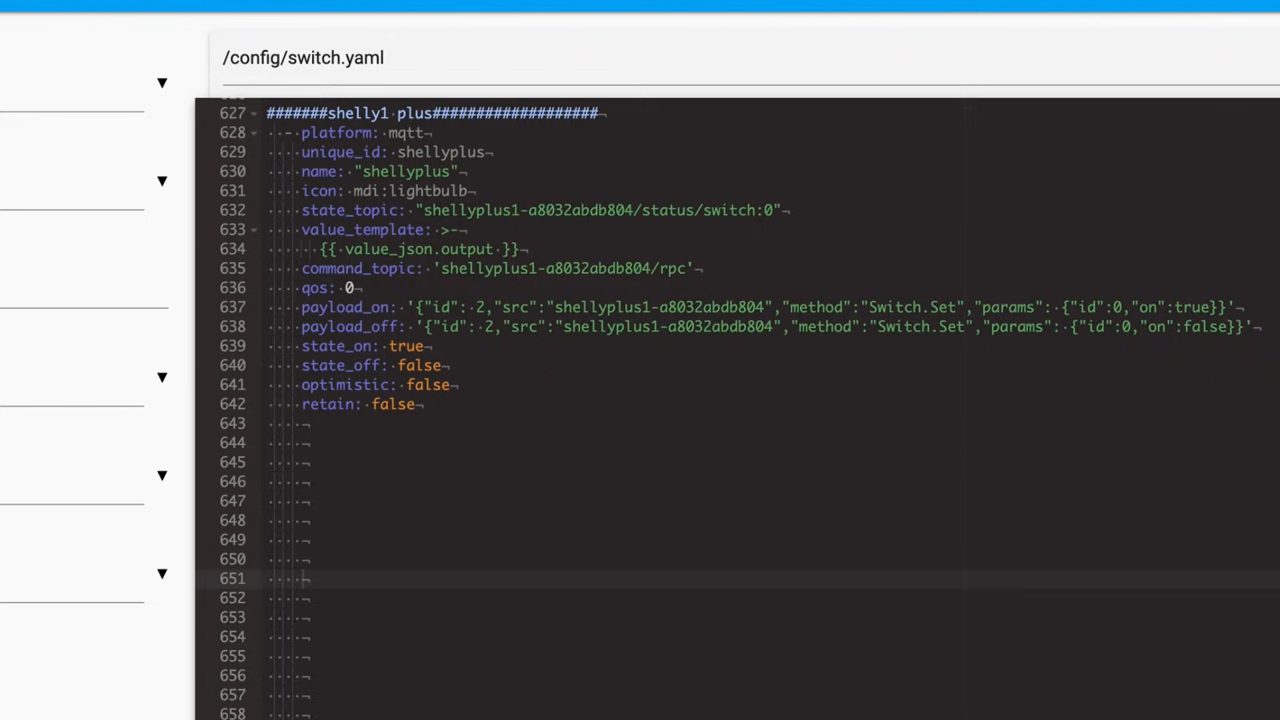 /config/switch.yaml
627 #######shelly1 plus###################
628 - platform: mqtt
629 unique_id: shellyplus
630 name: "shellyplus"
631 icon: mdi:lightbulb
632 state_topic: "shellyplus1-a8032abdb804/status/switch:0"
633 value_template: >-
634 {{ value_json.output }}
635 command_topic: 'shellyplus1-a8032abdb804/rpc'
636 qos: 0
637 payload_on: '{"id": 2,"src":"shellyplus1-a8032abdb804","method":"Switch.Set","params": {"id":0,"on":true}}'
638 payload_off: '{"id": 2,"src":"shellyplus1-a8032abdb804","method":"Switch.Set","params": {"id":0,"on":false}}'
639 state_on: true
640 state_off: false
641 optimistic: false
642 retain: false
643
644
645
646
647
648
649
650
651
652
653
654
655
656
657
658